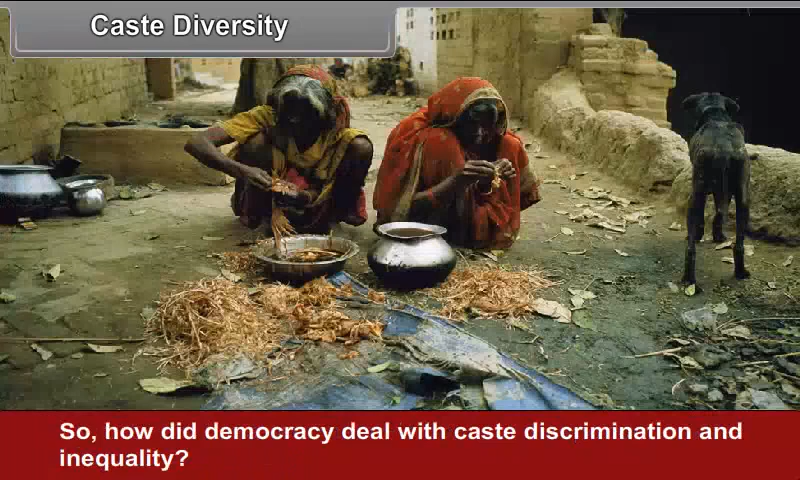 Caste Diversity
So, how did democracy deal with caste discrimination and
inequality?